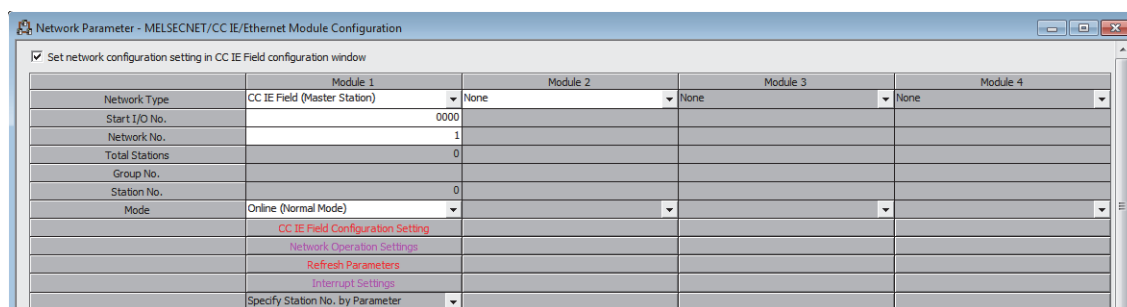 Network Parameter - MELSECNET/CC IE/Ethernet Module Configuration
Set network configuration setting in CC IE Field configuration window
Module 1 Module 2 Module 3 Module 4
Network Type CC IE Field (Master Station) None None None
Start I/O No. 0000
Network No. 1
Total Stations 0
Group No.
Station No. 0
Mode Online (Normal Mode)
CC IE Field Configuration Setting
Network Operation Settings
Refresh Parameters
Interrupt Settings
Specify Station No. by Parameter